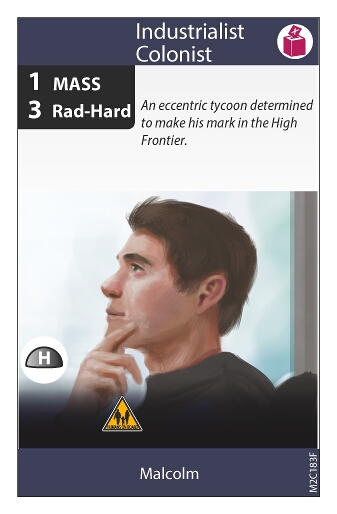 Industrialist
Colonist
1 MASS
3 Rad-Hard
An eccentric tycoon determined
to make his mark in the High
Frontier.
H
Malcolm
M2C183F